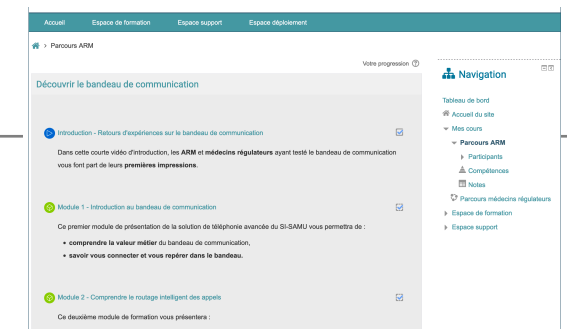 Accueil Espace de formation Espace support Espace déploiement
> Parcours ARM
Votre progression ?
Découvrir le bandeau de communication
Introduction - Retours d'expériences sur le bandeau de communication
Dans cette courte vidéo d'introduction, les ARM et médecins régulateurs ayant testé le bandeau de communication
vous font part de leurs premières impressions.
Module 1 - Introduction au bandeau de communication
Ce premier module de présentation de la solution de téléphonie avancée du SI-SAMU vous permettra de :
• comprendre la valeur métier du bandeau de communication,
• savoir vous connecter et vous repérer dans le bandeau.
Module 2 - Comprendre le routage intelligent des appels
Ce deuxième module de formation vous présentera :
Navigation
Tableau de bord
Accueil du site
Mes cours
Parcours ARM
Participants
Compétences
Notes
Parcours médecins régulateurs
Espace de formation
Espace support